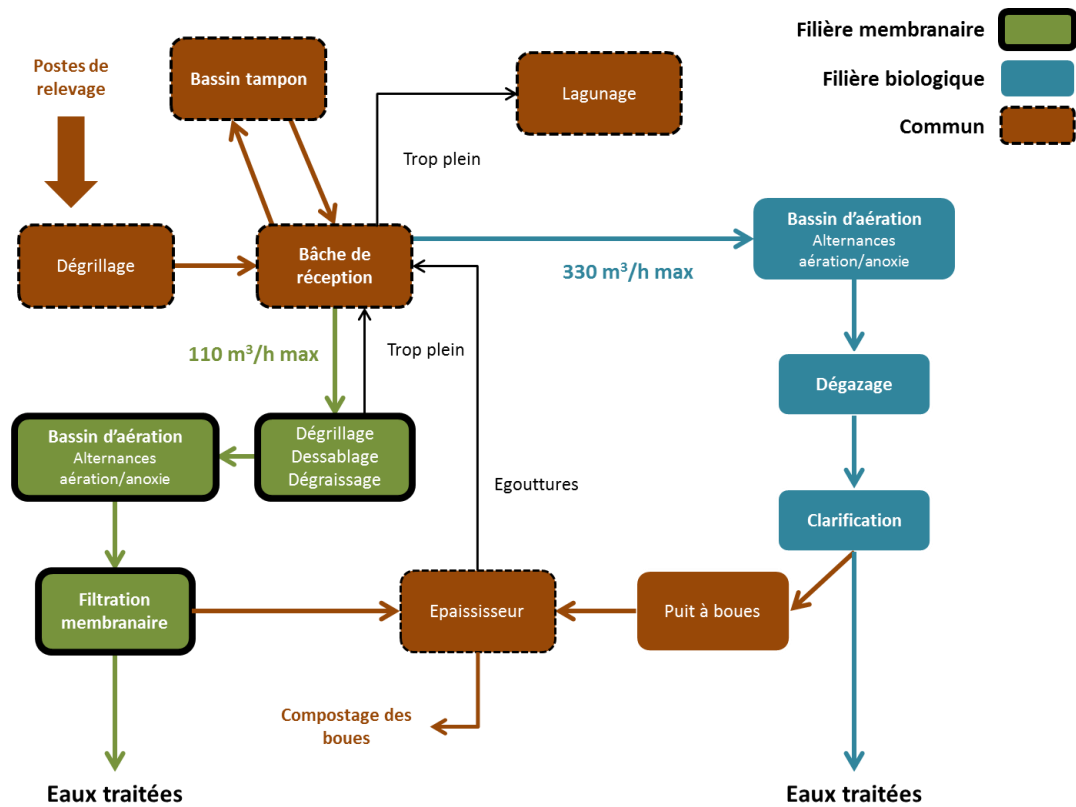 Filière membranaire
Filière biologique
Commun
Postes de
relevage
Bassin tampon
Lagunage
Trop plein
Dégrillage
Bâche de
réception
Bassin d'aération
Alternances
aération/anoxie
330 m³/h max
110 m³/h max
Trop plein
Dégazage
Bassin d'aération
Alternances
aération/anoxie
Dégrillage
Dessablage
Dégraissage
Egouttures
Clarification
Filtration
membranaire
Epaississeur
Puit à boues
Compostage des
boues
Eaux traitées
Eaux traitées